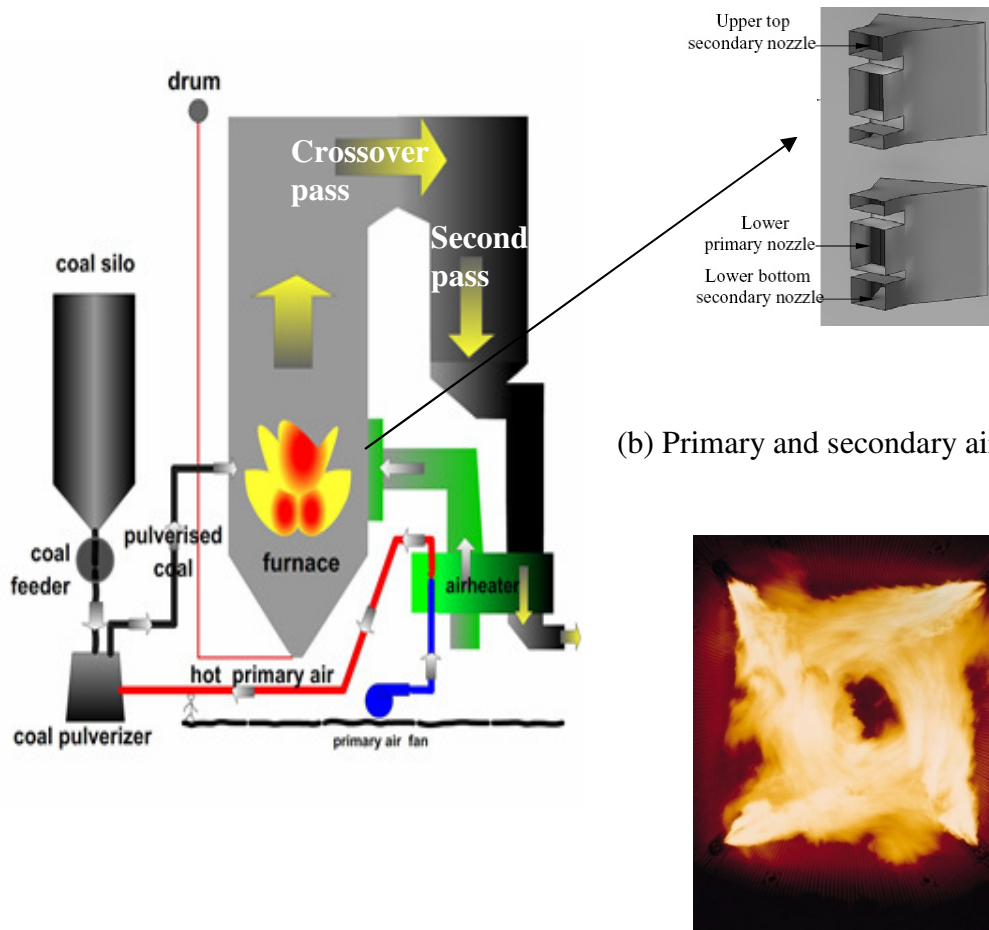 drum
Crossover
pass
Second
pass
coal silo
coal
feeder
pulverised
coal
furnace
airheater
hot primary air
coal pulverizer
primary air fan
Upper top
secondary nozzle
Lower
primary nozzle
Lower bottom
secondary nozzle
(b) Primary and secondary ai